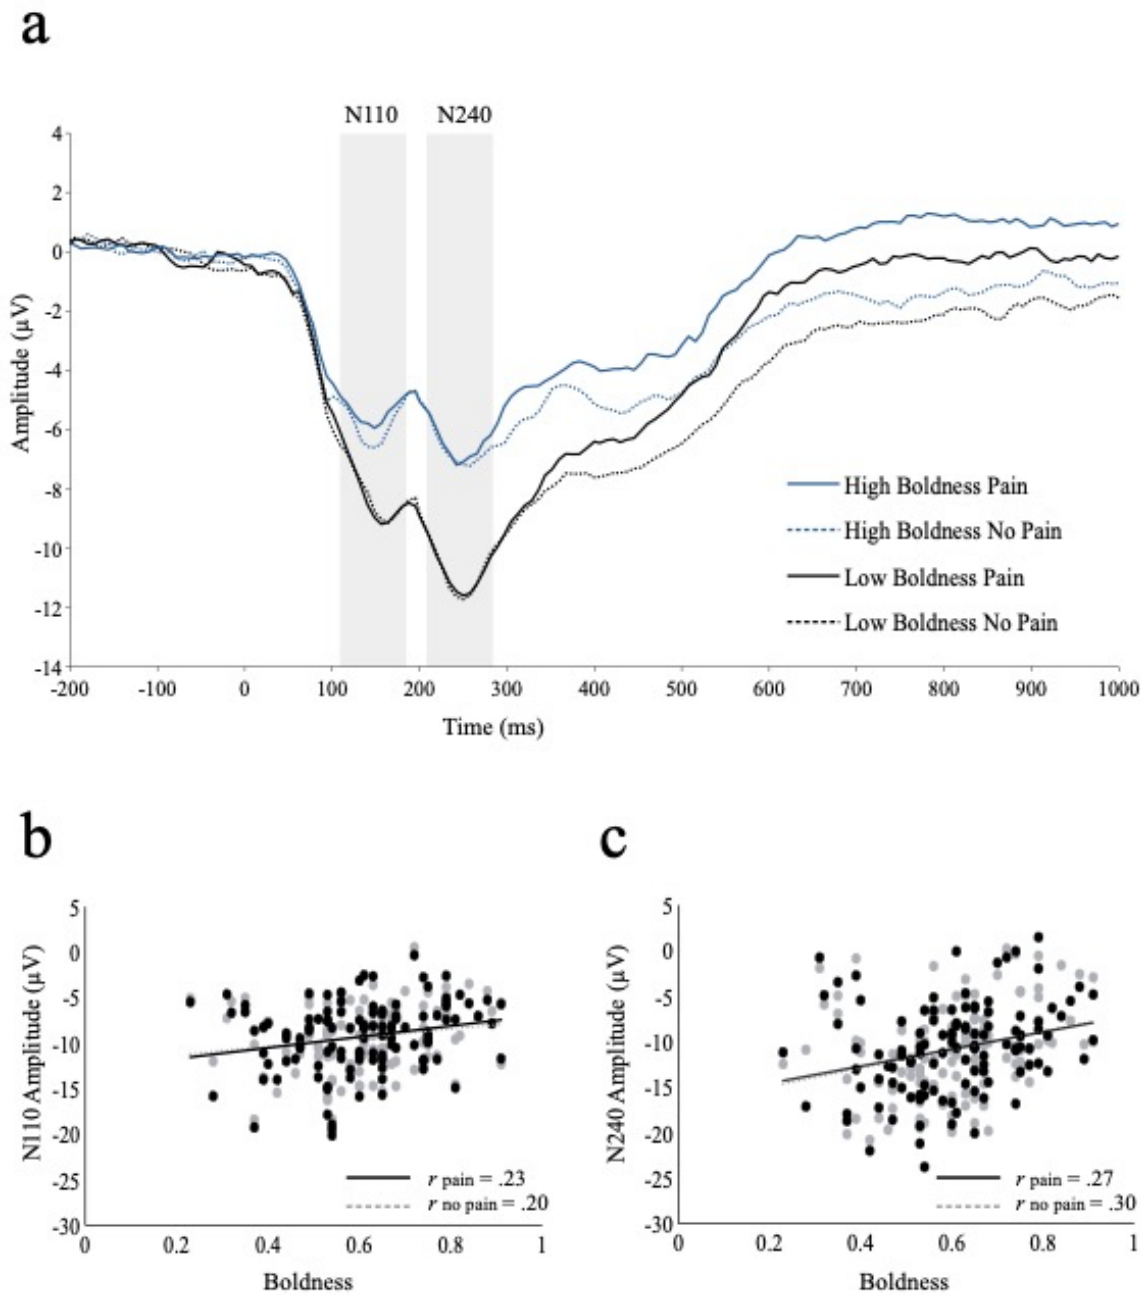 a
N110 N240
4
2
0
-2
-4
-6
-8
-10
-12
-14
Amplitude (µV)
-200 -100 0 100 200 300 400 500 600 700 800 900 1000
Time (ms)
High Boldness Pain
High Boldness No Pain
Low Boldness Pain
Low Boldness No Pain
b
5
0
-5
-10
-15
-20
-25
-30
N110 Amplitude (µV)
r pain = .23
r no pain = .20
0 0.2 0.4 0.6 0.8 1
Boldness
c
5
0
-5
-10
-15
-20
-25
-30
N240 Amplitude (µV)
r pain = .27
r no pain = .30
0 0.2 0.4 0.6 0.8 1
Boldness